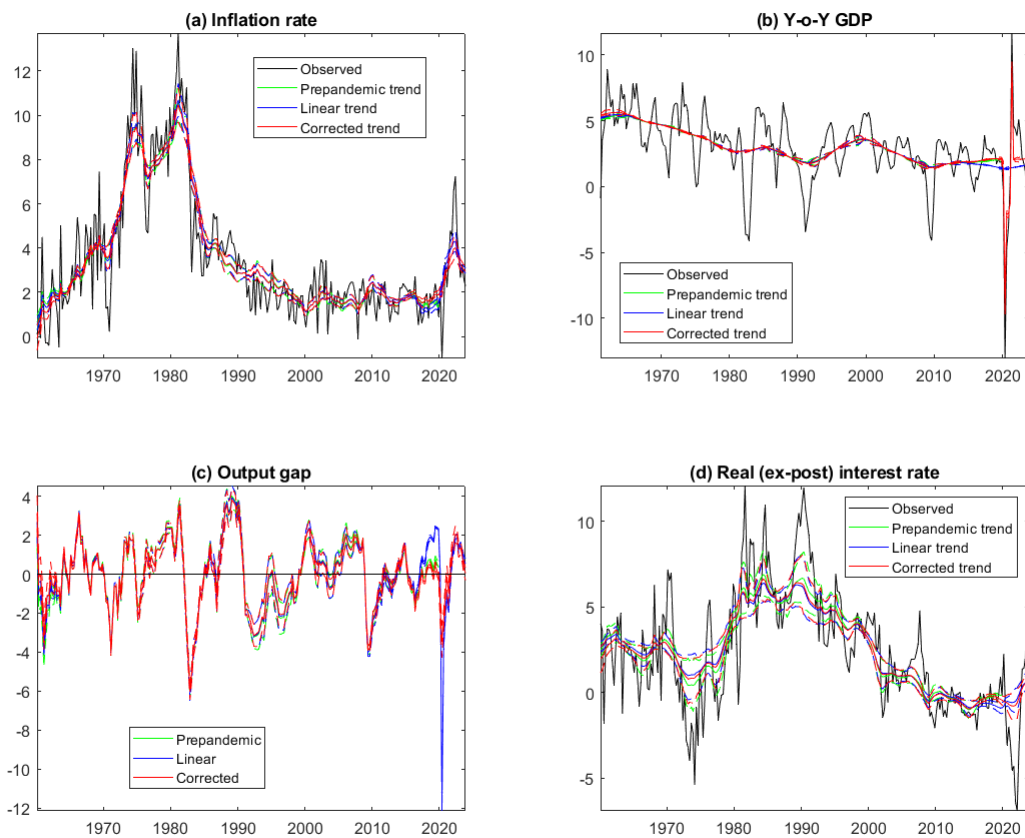 (a) Inflation rate
12
10
8
6
4
2
0
1970 1980 1990 2000 2010 2020
Observed
Prepandemic trend
Linear trend
Corrected trend
(b) Y-o-Y GDP
10
5
0
-5
-10
1970 1980 1990 2000 2010 2020
Observed
Prepandemic trend
Linear trend
Corrected trend
(c) Output gap
4
2
0
-2
-4
-6
-8
-10
-12
1970 1980 1990 2000 2010 2020
Prepandemic
Linear
Corrected
(d) Real (ex-post) interest rate
10
5
0
-5
1970 1980 1990 2000 2010 2020
Observed
Prepandemic trend
Linear trend
Corrected trend